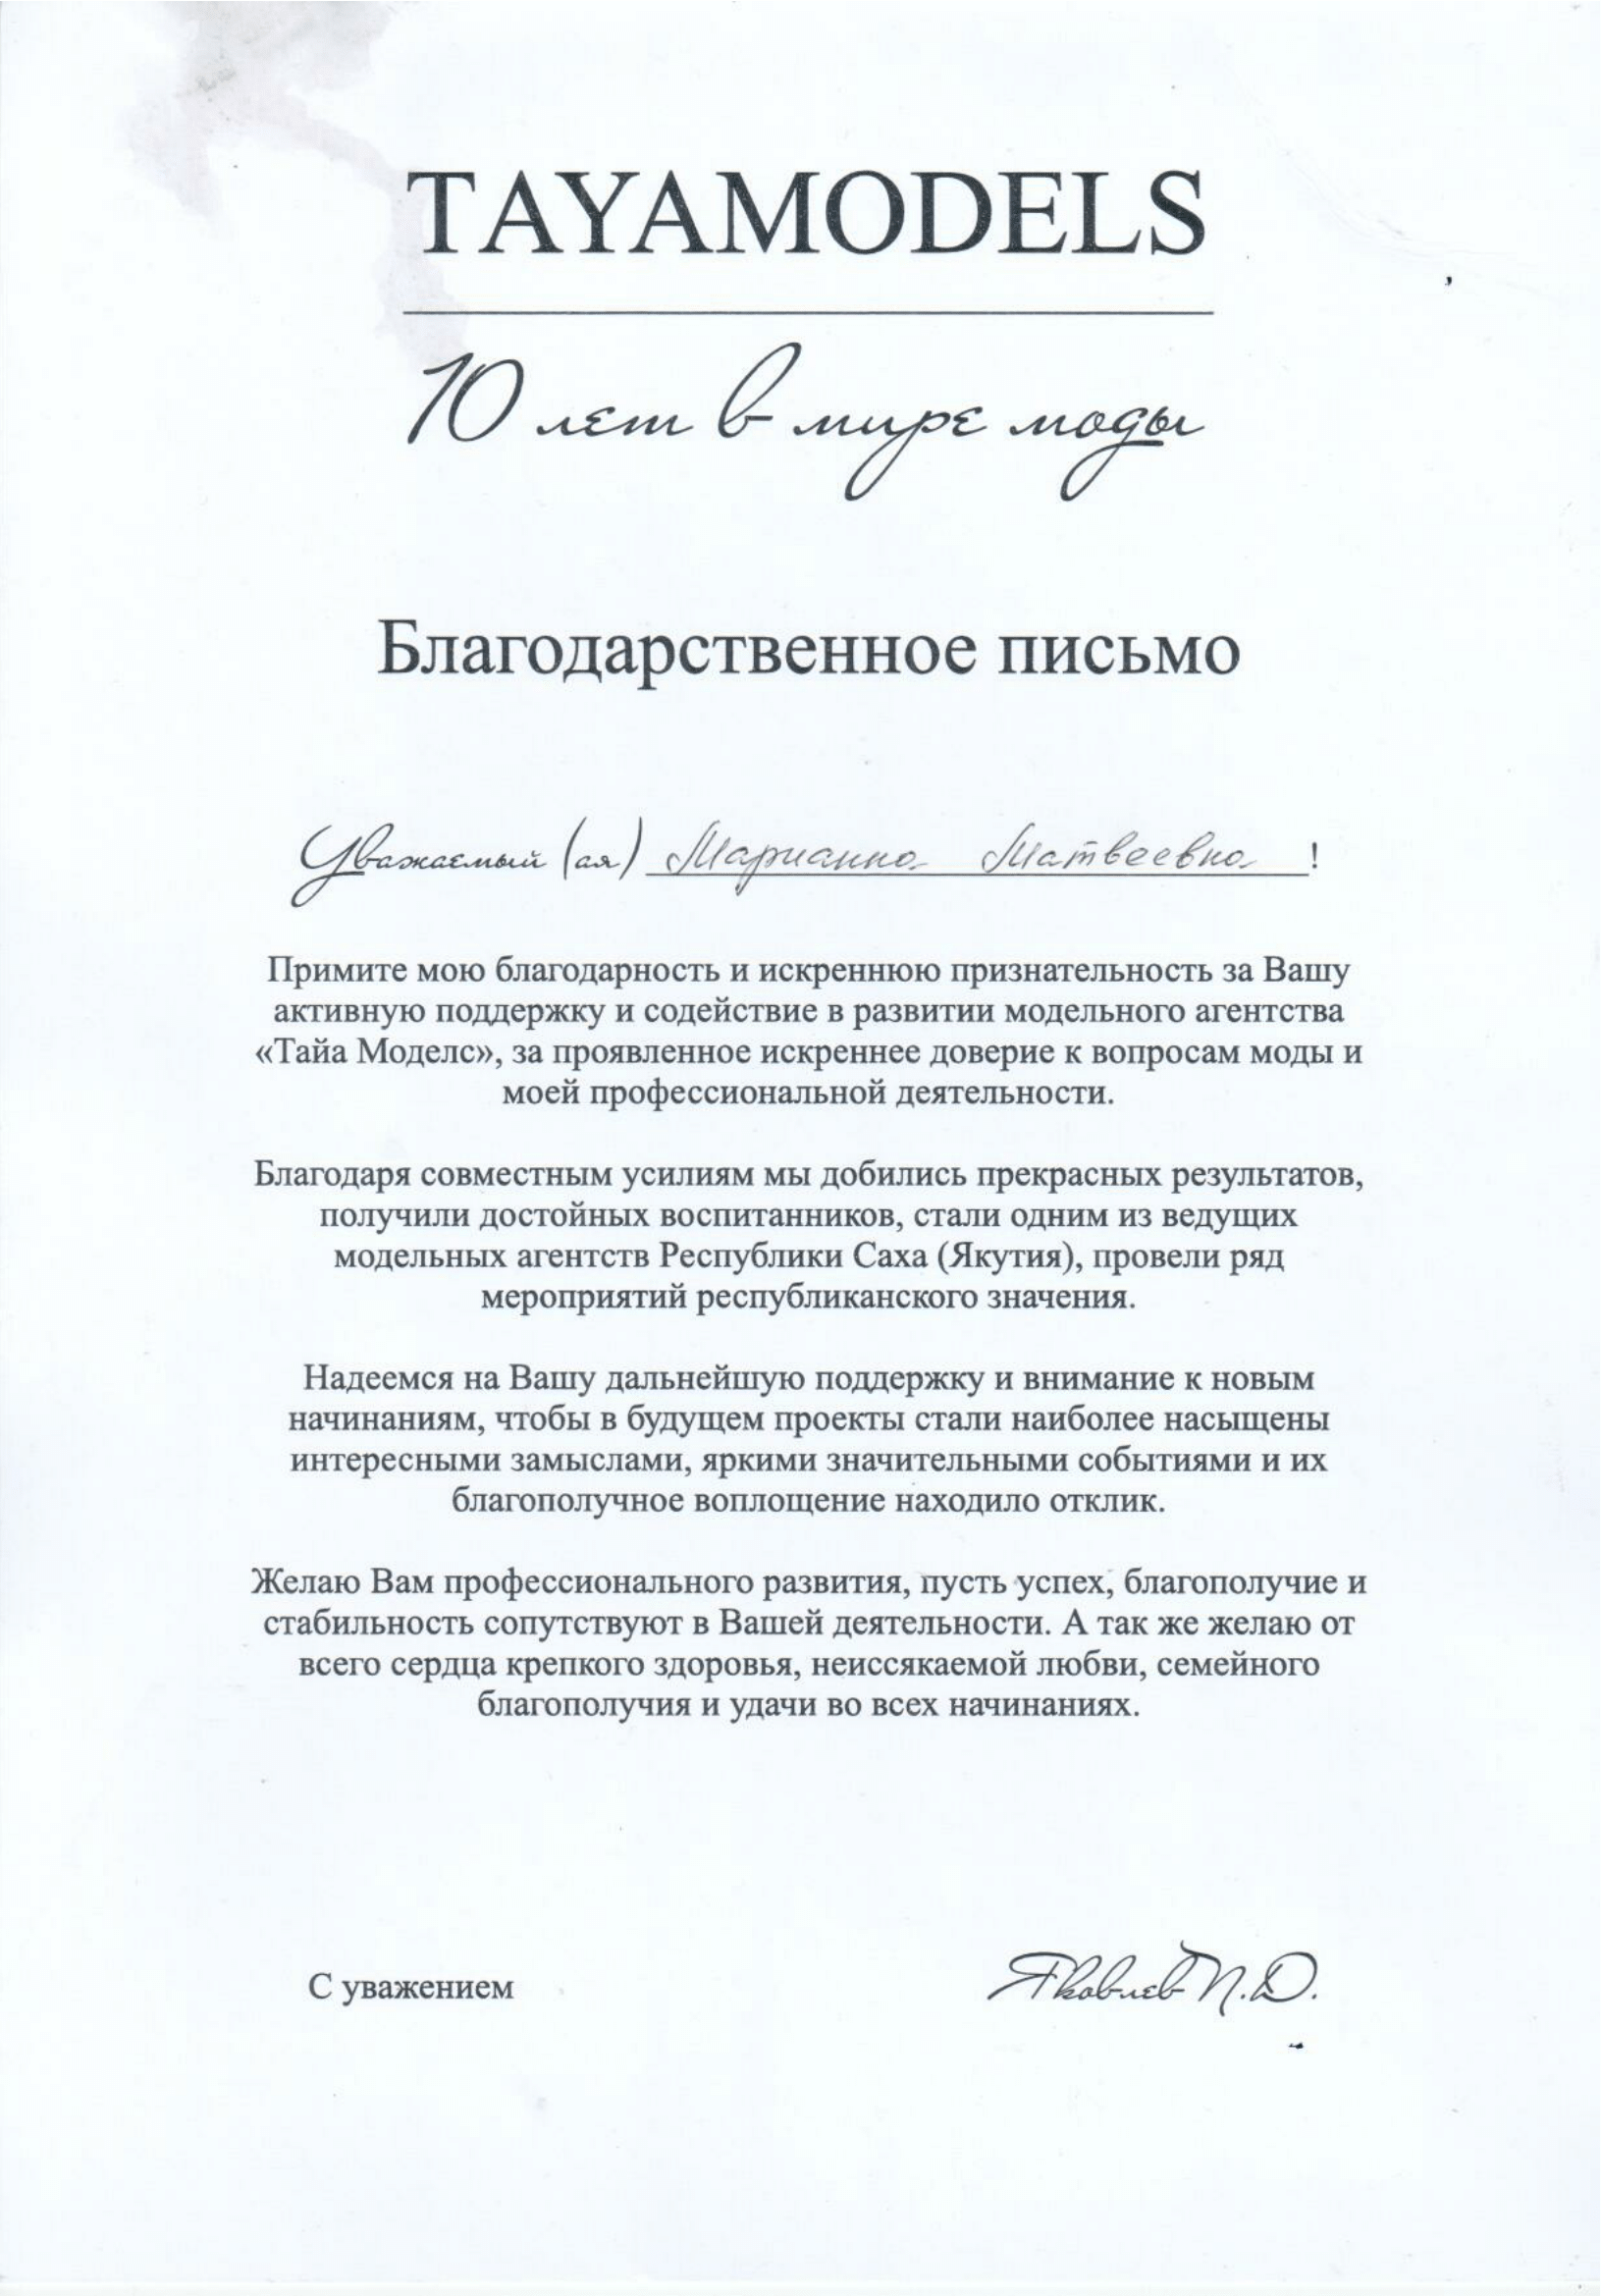 TAYAMODELS
10 лет в мире моды
Благодарственное письмо
Уважаемый (ая) Марианна Матвеевна !
Примите мою благодарность и искреннюю признательность за Вашу
активную поддержку и содействие в развитии модельного агентства
«Тайа Моделс», за проявленное искреннее доверие к вопросам моды и
моей профессиональной деятельности.
Благодаря совместным усилиям мы добились прекрасных результатов,
получили достойных воспитанников, стали одним из ведущих
модельных агентств Республики Саха (Якутия), провели ряд
мероприятий республиканского значения.
Надеемся на Вашу дальнейшую поддержку и внимание к новым
начинаниям, чтобы в будущем проекты стали наиболее насыщены
интересными замыслами, яркими значительными событиями и их
благополучное воплощение находило отклик.
Желаю Вам профессионального развития, пусть успех, благополучие и
стабильность сопутствуют в Вашей деятельности. А так же желаю от
всего сердца крепкого здоровья, неиссякаемой любви, семейного
благополучия и удачи во всех начинаниях.
С уважением Яковлев П.Д.